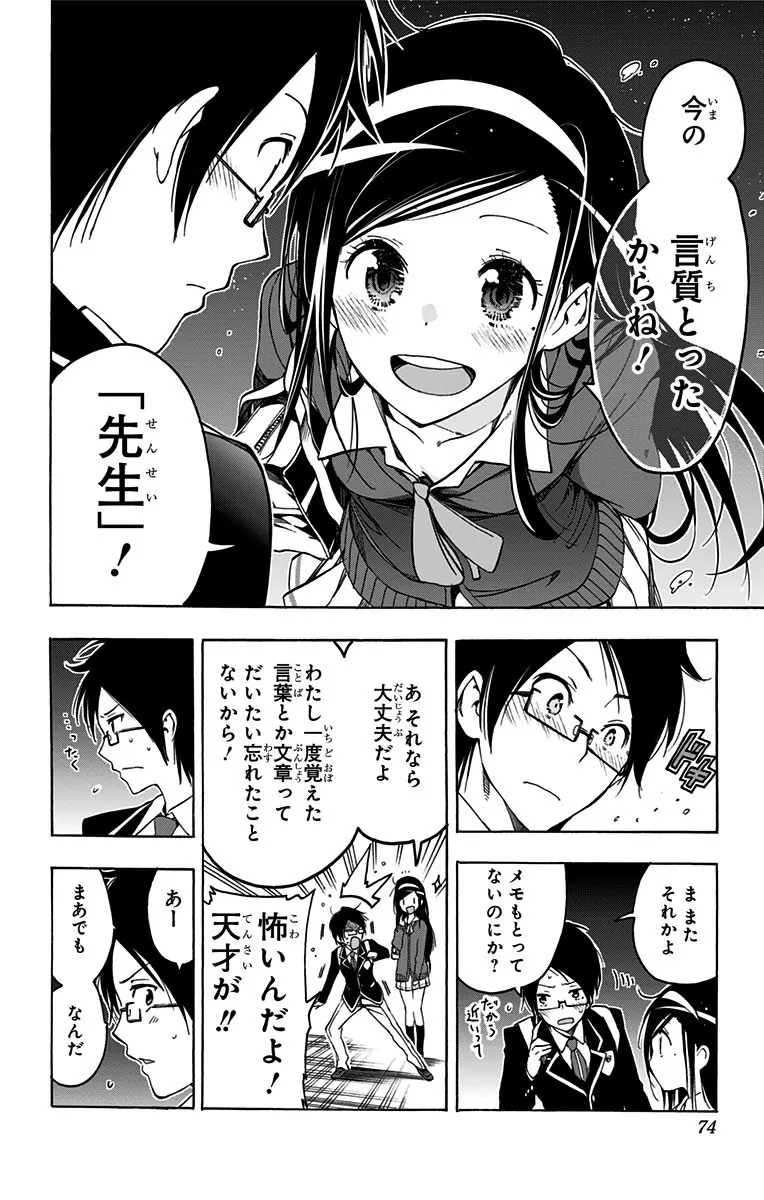 今の
言質とった
からね！
「先生」！
ドキ
ま また
それかよ
メモもとって
ないのにか？
だから
近いって
あ それなら
大丈夫だよ
わたし一度覚えた
言葉とか文章って
だいたい忘れたこと
ないから！
怖いんだよ！
天才が!!
あー
まあでも
なんだ
74